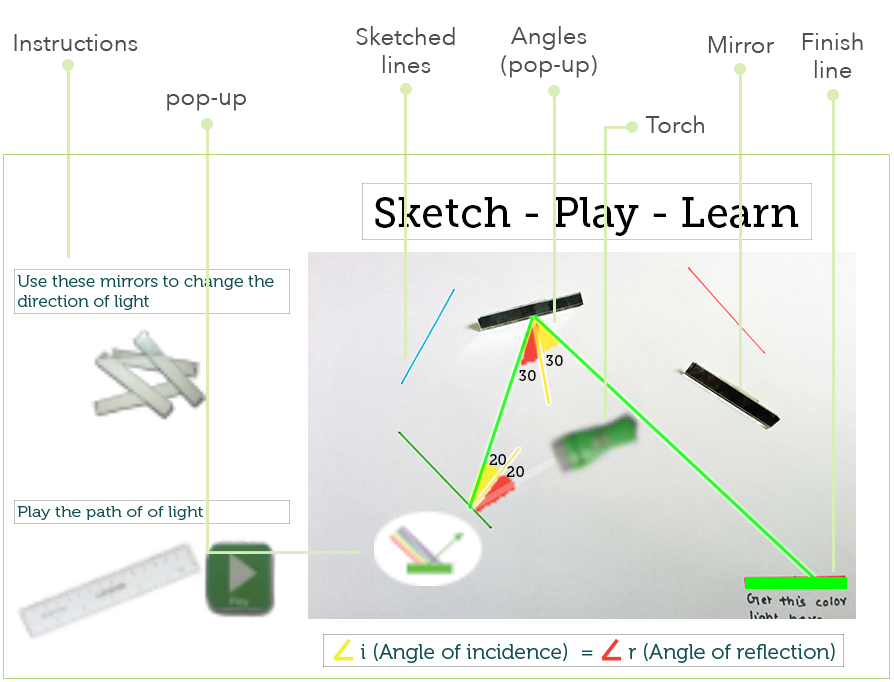 Instructions
pop-up
Sketched
lines
Angles
(pop-up)
Torch
Mirror
Finish
line
Sketch - Play - Learn
Use these mirrors to change the
direction of light
30
30
20
20
Play the path of of light
Play
Get this color
light here
∠ i (Angle of incidence) = ∠ r (Angle of reflection)